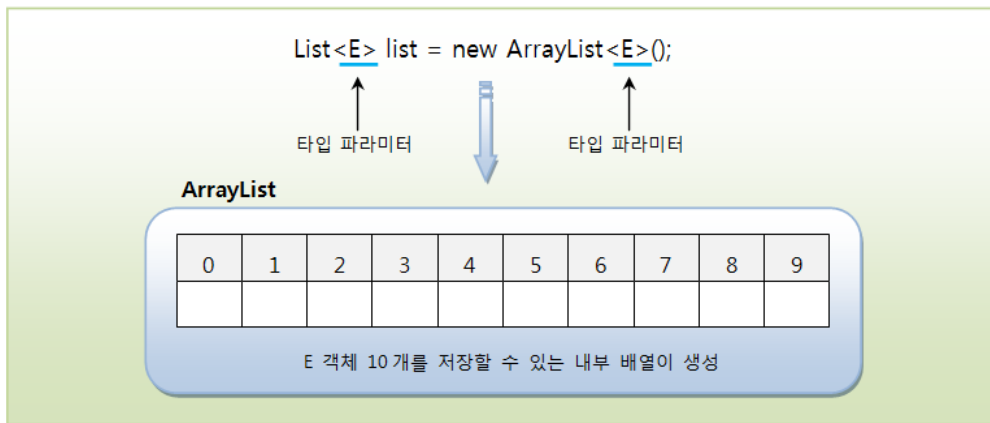 List<E> list = new ArrayList<E>();
타입 파라미터 타입 파라미터
ArrayList
0 1 2 3 4 5 6 7 8 9
E 객체 10개를 저장할 수 있는 내부 배열이 생성